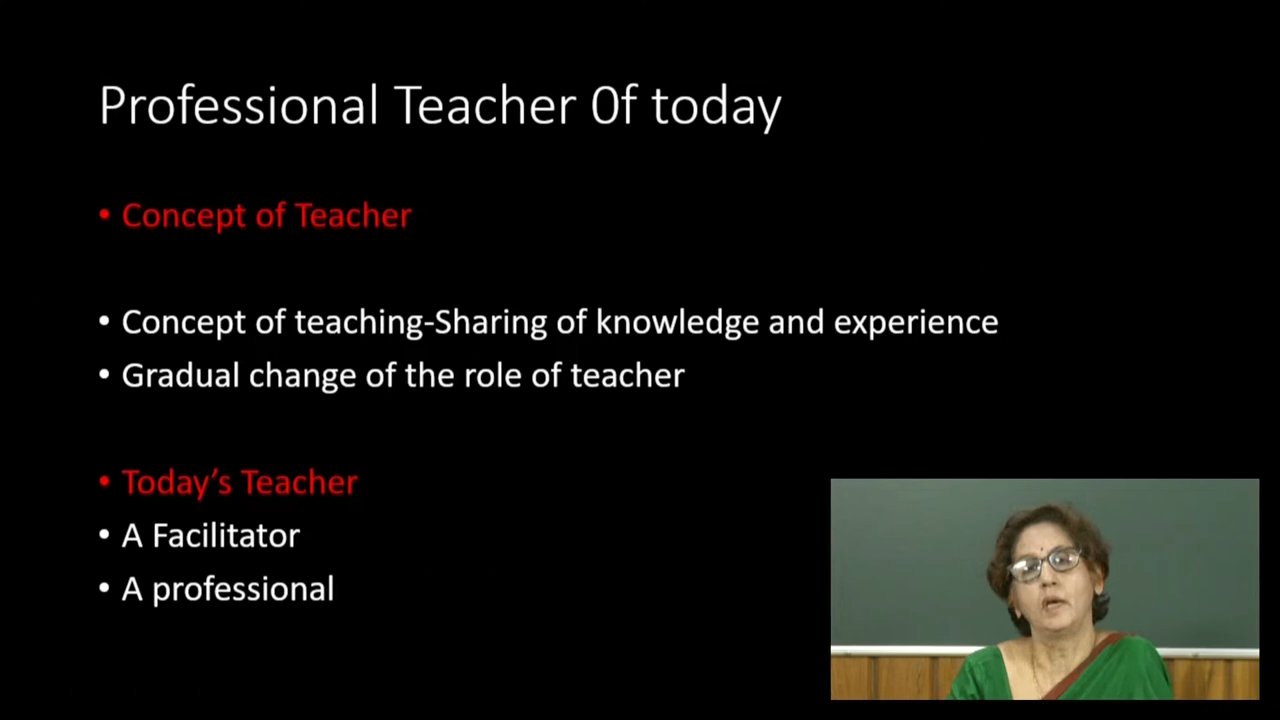 Professional Teacher 0f today
• Concept of Teacher
• Concept of teaching-Sharing of knowledge and experience
• Gradual change of the role of teacher
• Today's Teacher
• A Facilitator
• A professional